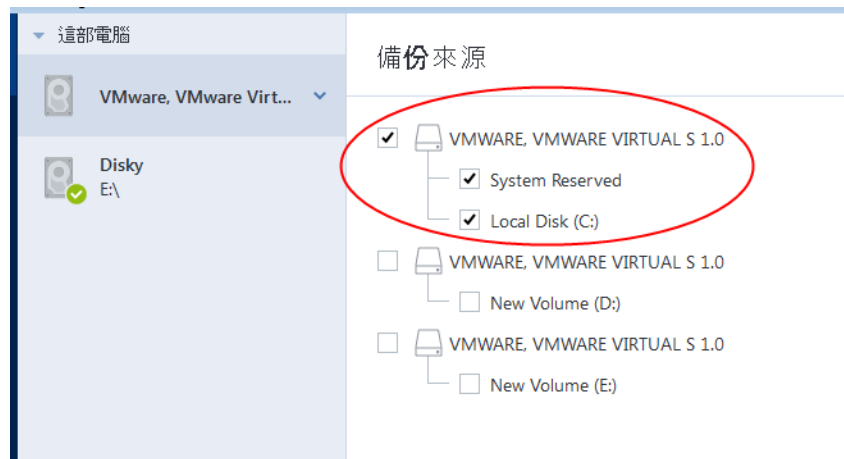 這部電腦
VMware, VMware Virt...
Disky
E:\
備份來源
VMWARE, VMWARE VIRTUAL S 1.0
System Reserved
Local Disk (C:)
VMWARE, VMWARE VIRTUAL S 1.0
New Volume (D:)
VMWARE, VMWARE VIRTUAL S 1.0
New Volume (E:)